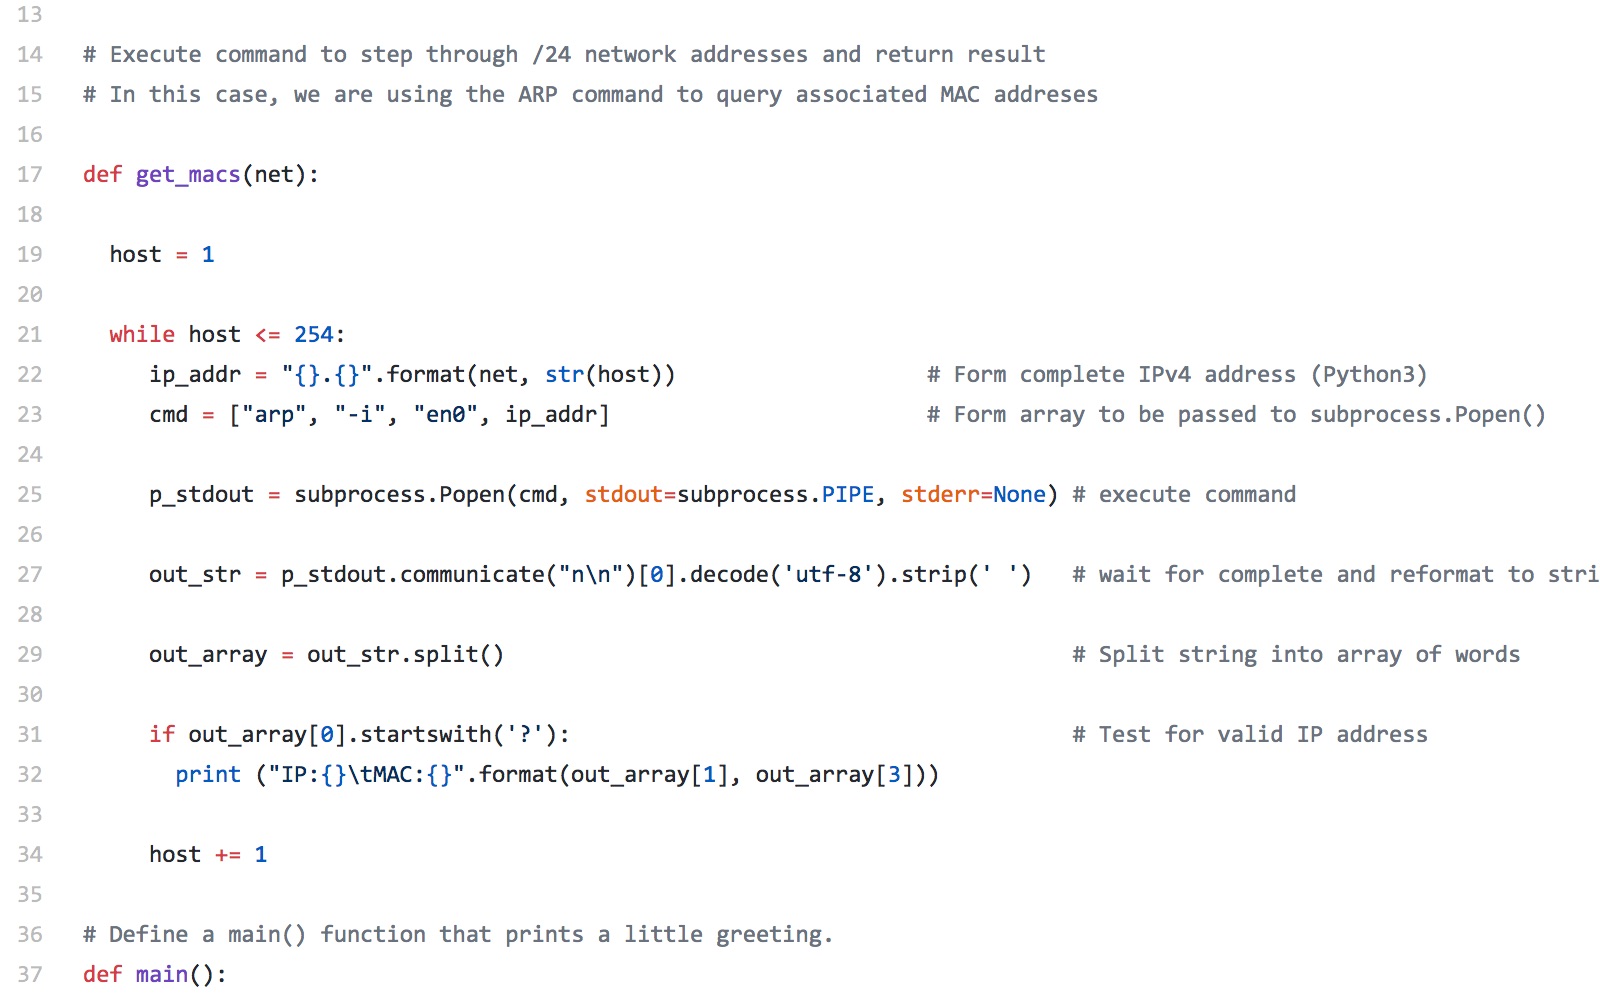 13
14 # Execute command to step through /24 network addresses and return result
15 # In this case, we are using the ARP command to query associated MAC addreses
16
17 def get_macs(net):
18
19 host = 1
20
21 while host <= 254:
22 ip_addr = "{}.{}".format(net, str(host)) # Form complete IPv4 address (Python3)
23 cmd = ["arp", "-i", "en0", ip_addr] # Form array to be passed to subprocess.Popen()
24
25 p_stdout = subprocess.Popen(cmd, stdout=subprocess.PIPE, stderr=None) # execute command
26
27 out_str = p_stdout.communicate("n\n")[0].decode('utf-8').strip(' ') # wait for complete and reformat to stri
28
29 out_array = out_str.split() # Split string into array of words
30
31 if out_array[0].startswith('?'): # Test for valid IP address
32 print ("IP:{}\tMAC:{}".format(out_array[1], out_array[3]))
33
34 host += 1
35
36 # Define a main() function that prints a little greeting.
37 def main():